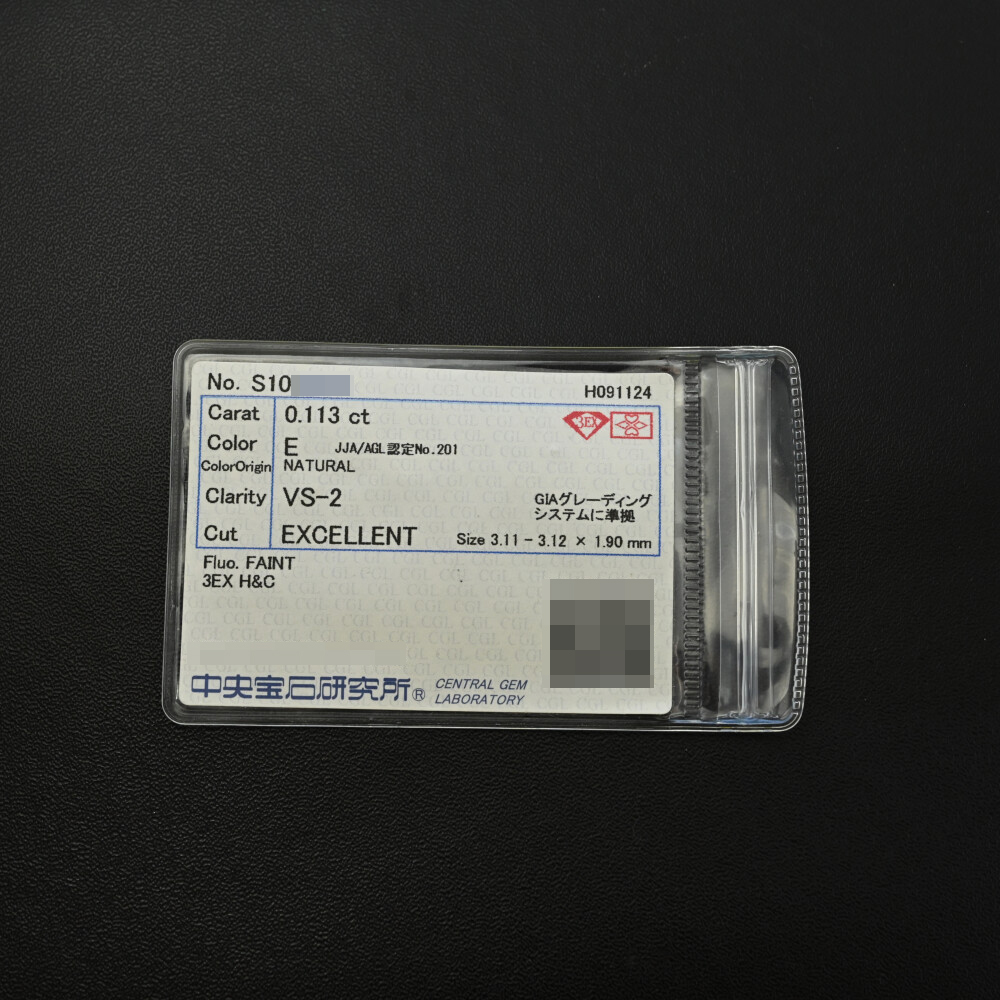 No. S10
H091124
Carat 0.113 ct
3EX
Color E JJA/AGL認定No.201
ColorOrigin NATURAL
Clarity VS-2
GIAグレーディング
システムに準拠
Cut EXCELLENT Size 3.11 - 3.12 × 1.90 mm
Fluo. FAINT
3EX H&C
中央宝石研究所® CENTRAL GEM
LABORATORY